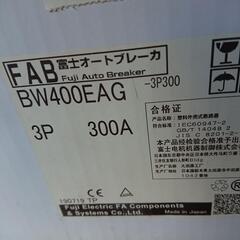 FAB 富士オートブレーカ
Fuji Auto Breaker
BW400EAG -3P300
3P 300A
合格证
IEC60947-2
GB/T 14048.2
JIS C 8201-2
190719 TP
Fuji Electric FA Components
& Systems Co., Ltd.
Made in Japan